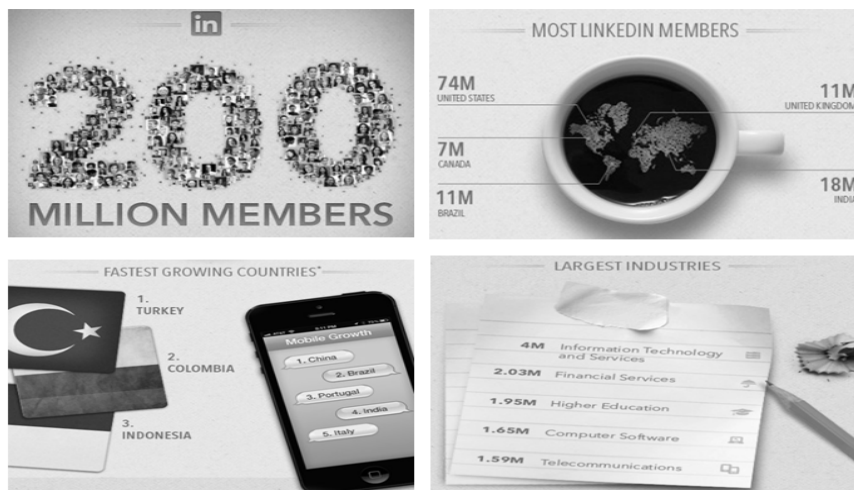 in
200
MILLION MEMBERS
MOST LINKEDIN MEMBERS
74M
UNITED STATES
7M
CANADA
11M
BRAZIL
11M
UNITED KINGDOM
18M
INDIA
FASTEST GROWING COUNTRIES*
1.
TURKEY
2.
COLOMBIA
3.
INDONESIA
Mobile Growth
1. China
2. Brazil
3. Portugal
4. India
5. Italy
LARGEST INDUSTRIES
4M Information Technology
and Services
2.03M Financial Services
1.95M Higher Education
1.65M Computer Software
1.59M Telecommunications